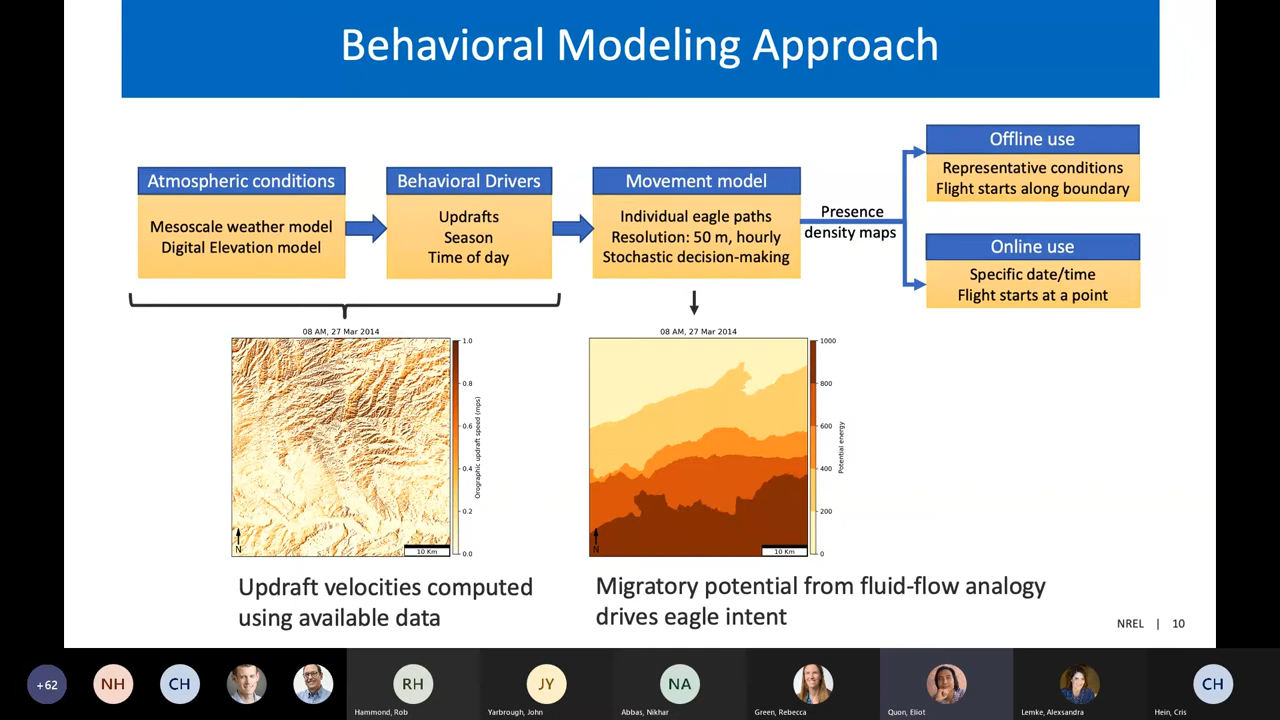 Behavioral Modeling Approach
Atmospheric conditions
Mesoscale weather model
Digital Elevation model
Behavioral Drivers
Updrafts
Season
Time of day
Movement model
Individual eagle paths
Resolution: 50 m, hourly
Stochastic decision-making
Presence
density maps
Offline use
Representative conditions
Flight starts along boundary
Online use
Specific date/time
Flight starts at a point
08 AM, 27 Mar 2014
1.0
0.8
0.6
0.4
0.2
0.0
Orographic updraft speed (mps)
N
10 Km
08 AM, 27 Mar 2014
1000
800
600
400
200
0
Potential energy
N
10 Km
Updraft velocities computed
using available data
Migratory potential from fluid-flow analogy
drives eagle intent
NREL | 10
+62
NH
CH
RH
Hammond, Rob
JY
Yarbrough, John
NA
Abbas, Nikhar
Green, Rebecca
Quon, Eliot
Lemke, Alexsandra
CH
Hein, Cris